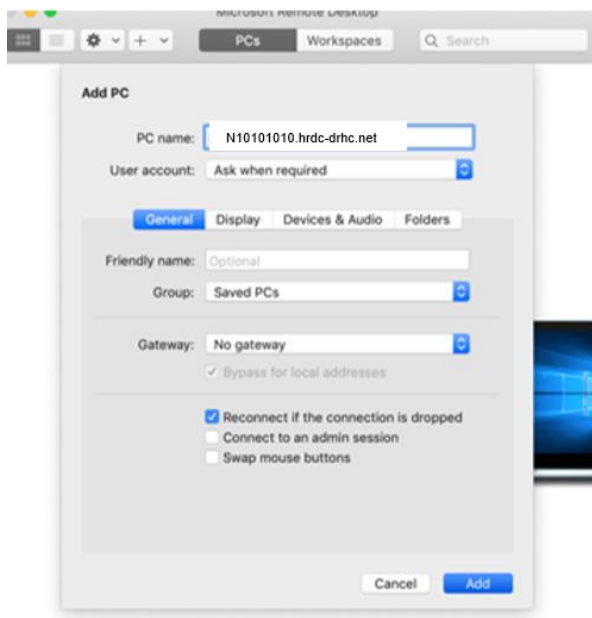 Microsoft Remote Desktop
PCs Workspaces Search
Add PC
PC name: N10101010.hrdc-drhc.net
User account: Ask when required
General Display Devices & Audio Folders
Friendly name: Optional
Group: Saved PCs
Gateway: No gateway
Bypass for local addresses
Reconnect if the connection is dropped
Connect to an admin session
Swap mouse buttons
Cancel Add